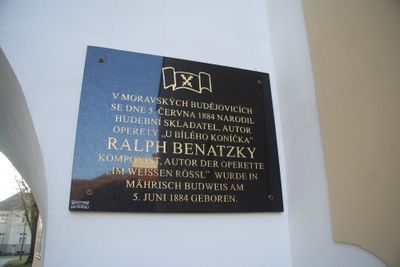 V MORAVSKÝCH BUDĚJOVICÍCH
SE DNE 5. ČERVNA 1884 NARODIL
HUDEBNÍ SKLADATEL, AUTOR
OPERETY „U BÍLÉHO KONÍČKA"
RALPH BENATZKY
KOMPONIST, AUTOR DER OPERETTE
„IM WEISSEN RÖSSL" WURDE IN
MÄHRISCH BUDWEIS AM
5. JUNI 1884 GEBOREN.